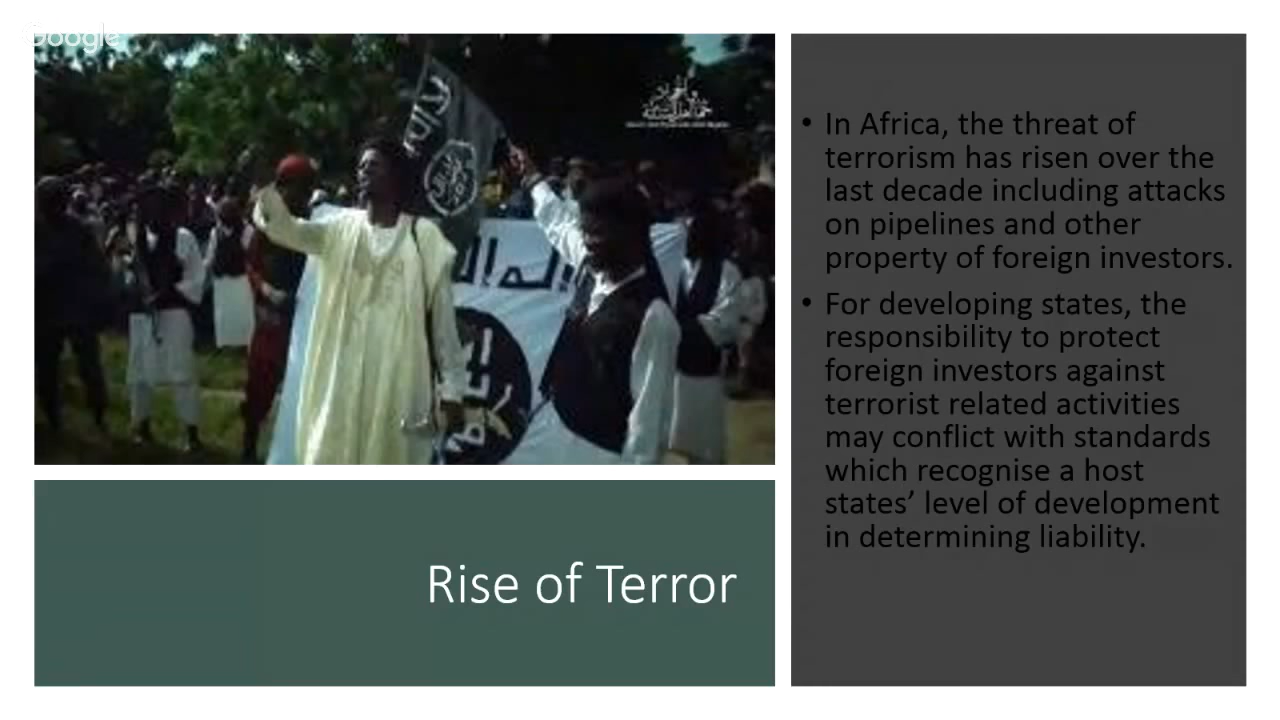 Google
In Africa, the threat of
terrorism has risen over the
last decade including attacks
on pipelines and other
property of foreign investors.
For developing states, the
responsibility to protect
foreign investors against
terrorist related activities
may conflict with standards
which recognise a host
states’ level of development
in determining liability.
Rise of Terror